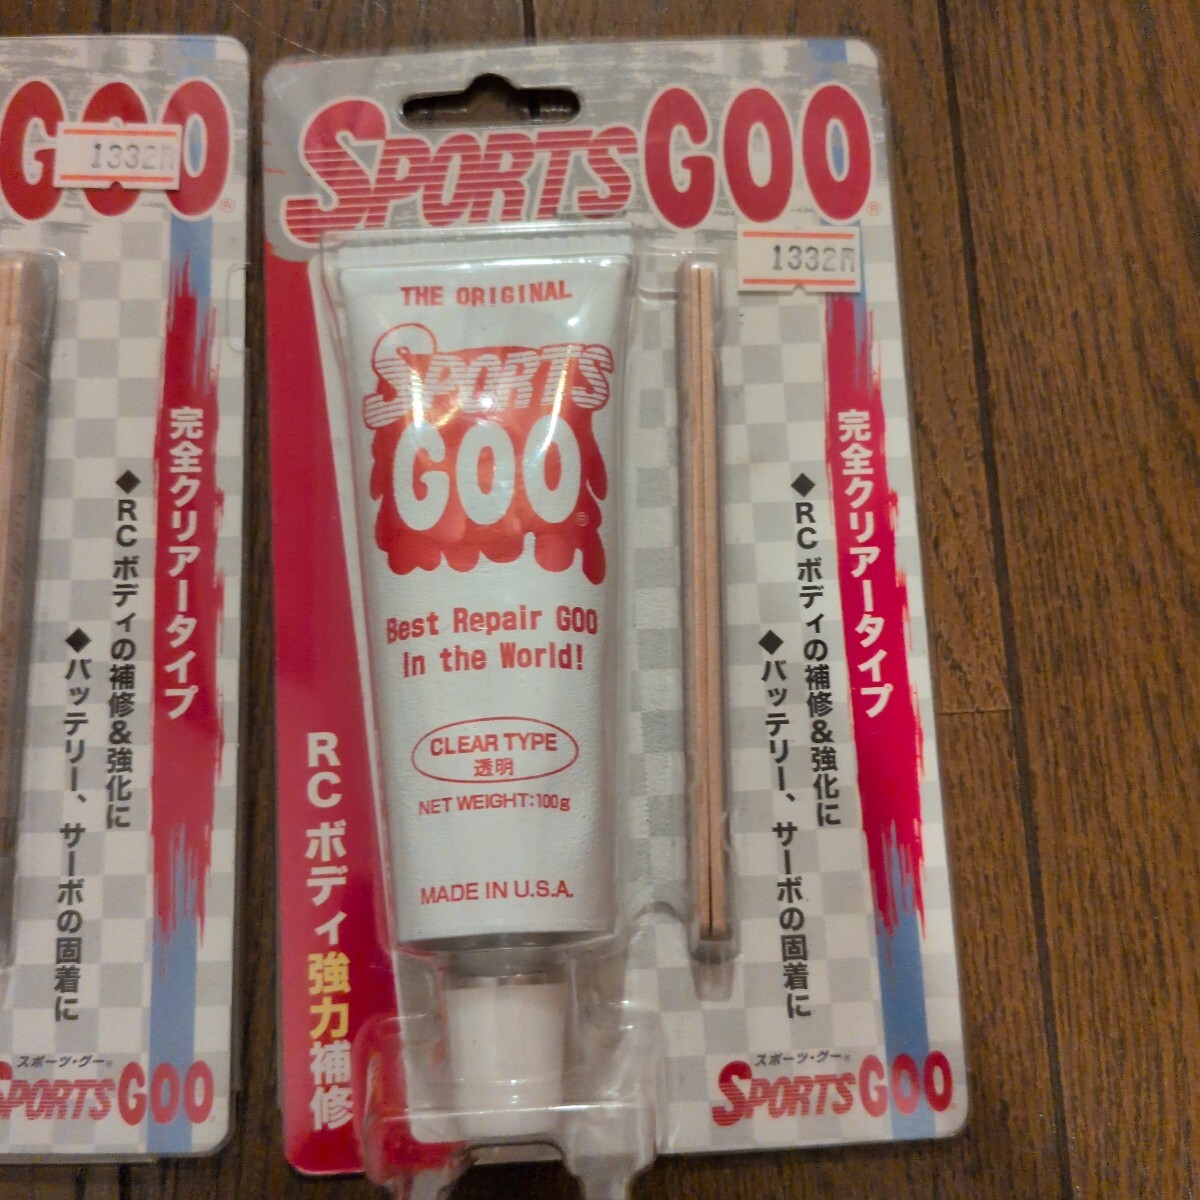 GOO
®
1332円
完全クリアータイプ
◆RCボディの補修&強化に
◆バッテリー、サーボの固着に
スポーツ・グー®
SPORTS GOO
SPORTS GOO
®
1332円
THE ORIGINAL
SPORTS
GOO
®
Best Repair GOO
In the World!
CLEAR TYPE
透明
NET WEIGHT:100g
MADE IN U.S.A.
RCボディ強力補修
完全クリアータイプ
◆RCボディの補修&強化に
◆バッテリー、サーボの固着に
スポーツ・グー®
SPORTS GOO